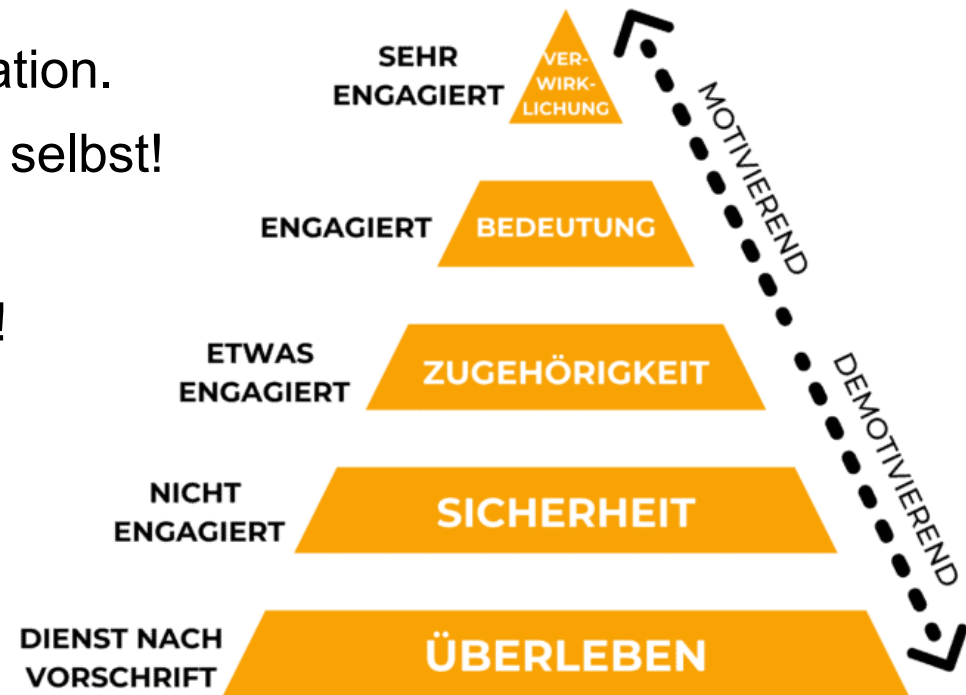 ation.
selbst!
!
SEHR
ENGAGIERT
VER-
WIRK-
LICHUNG
ENGAGIERT
BEDEUTUNG
ETWAS
ENGAGIERT
ZUGEHÖRIGKEIT
NICHT
ENGAGIERT
SICHERHEIT
DIENST NACH
VORSCHRIFT
ÜBERLEBEN
MOTIVIEREND
DEMOTIVIEREND